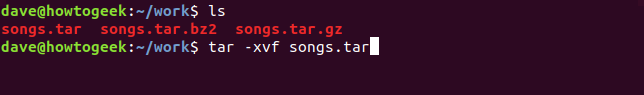 dave@howtogeek:~/work$ ls
songs.tar  songs.tar.bz2  songs.tar.gz
dave@howtogeek:~/work$ tar -xvf songs.tar